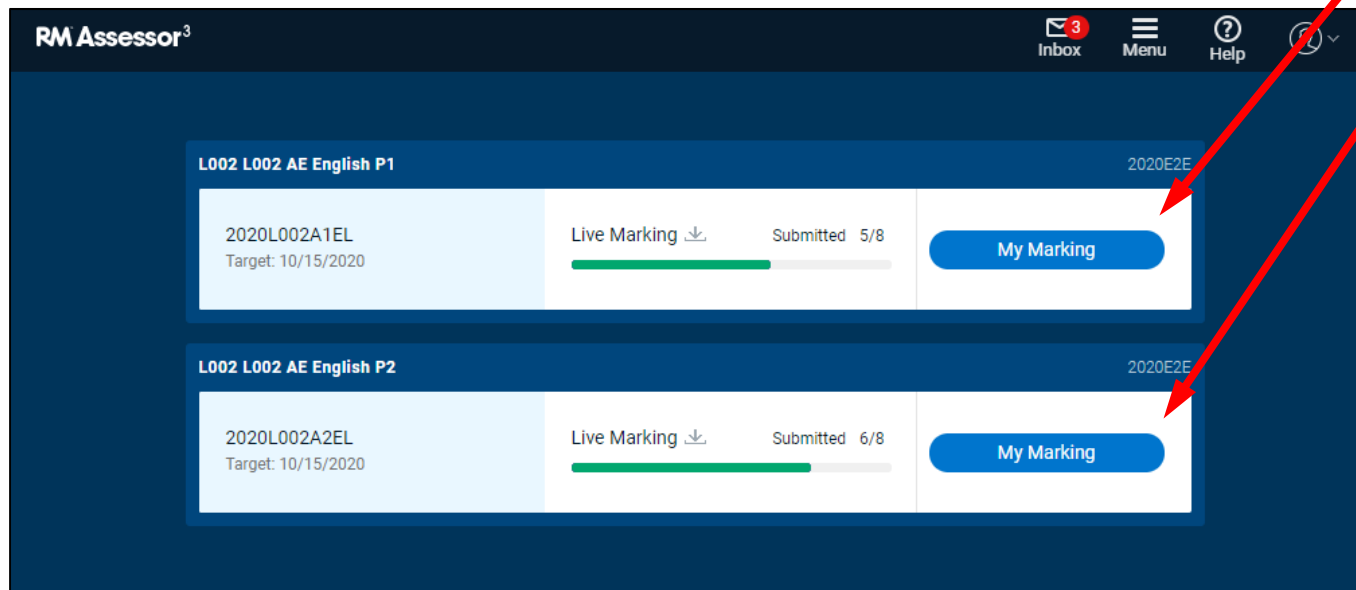 RM Assessor3
3
Inbox
Menu
Help
L002 L002 AE English P1
2020E2E
2020L002A1EL
Target: 10/15/2020
Live Marking
Submitted 5/8
My Marking
L002 L002 AE English P2
2020E2E
2020L002A2EL
Target: 10/15/2020
Live Marking
Submitted 6/8
My Marking